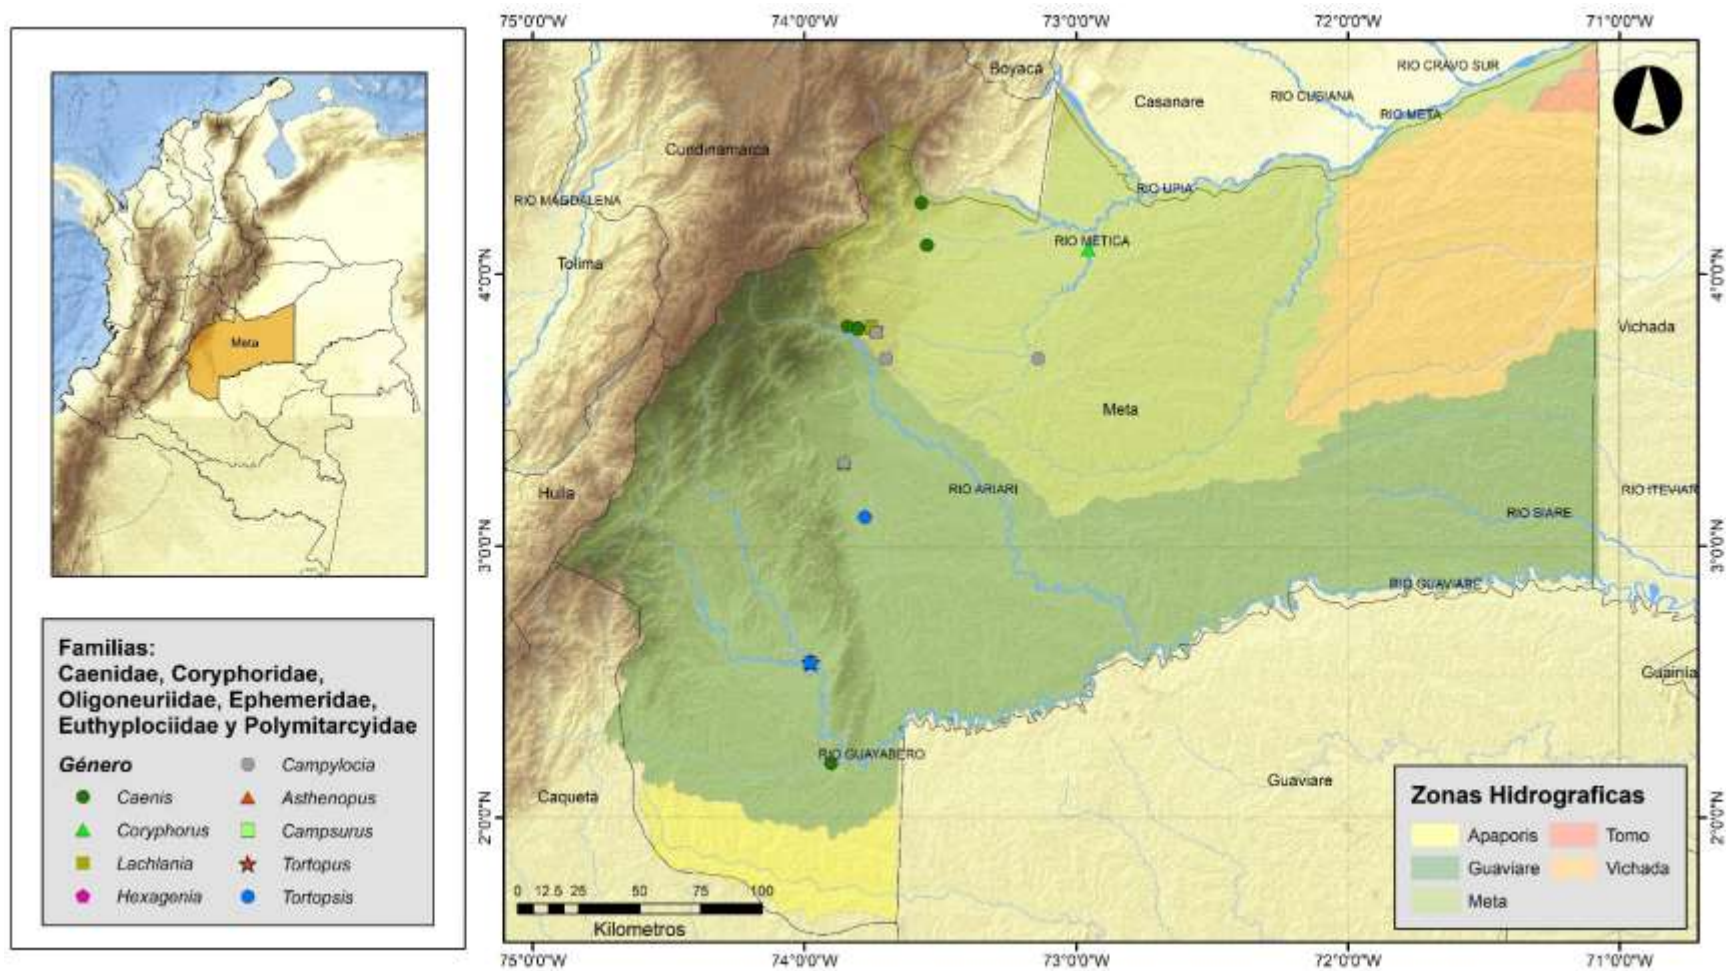 Meta
Familias:
Caenidae, Coryphoridae,
Oligoneuriidae, Ephemeridae,
Euthyplociidae y Polymitarcyidae
Género
Caenis
Coryphorus
Lachlania
Hexagenia
Campylocia
Asthenopus
Campsurus
Tortopus
Tortopsis
75°0'0"W 74°0'0"W 73°0'0"W 72°0'0"W 71°0'0"W
Boyacá
RIO CRAVO SUR
Casanare
RIO CUSIANA
RIO META
Cundinamarca
RIO UPIA
RIO MAGDALENA
RIO METICA
Tolima
4°0'0"N 4°0'0"N
Vichada
Meta
Huila
RIO ARIARI
RIO SIARE
3°0'0"N 3°0'0"N
RIO GUAVIARE
Guainia
RIO GUAYABERO
Guaviare
Caquetá
2°0'0"N 2°0'0"N
Zonas Hidrograficas
Apaporis
Guaviare
Meta
Tomo
Vichada
0 12.5 25 50 75 100
Kilometros
75°0'0"W 74°0'0"W 73°0'0"W 72°0'0"W 71°0'0"W